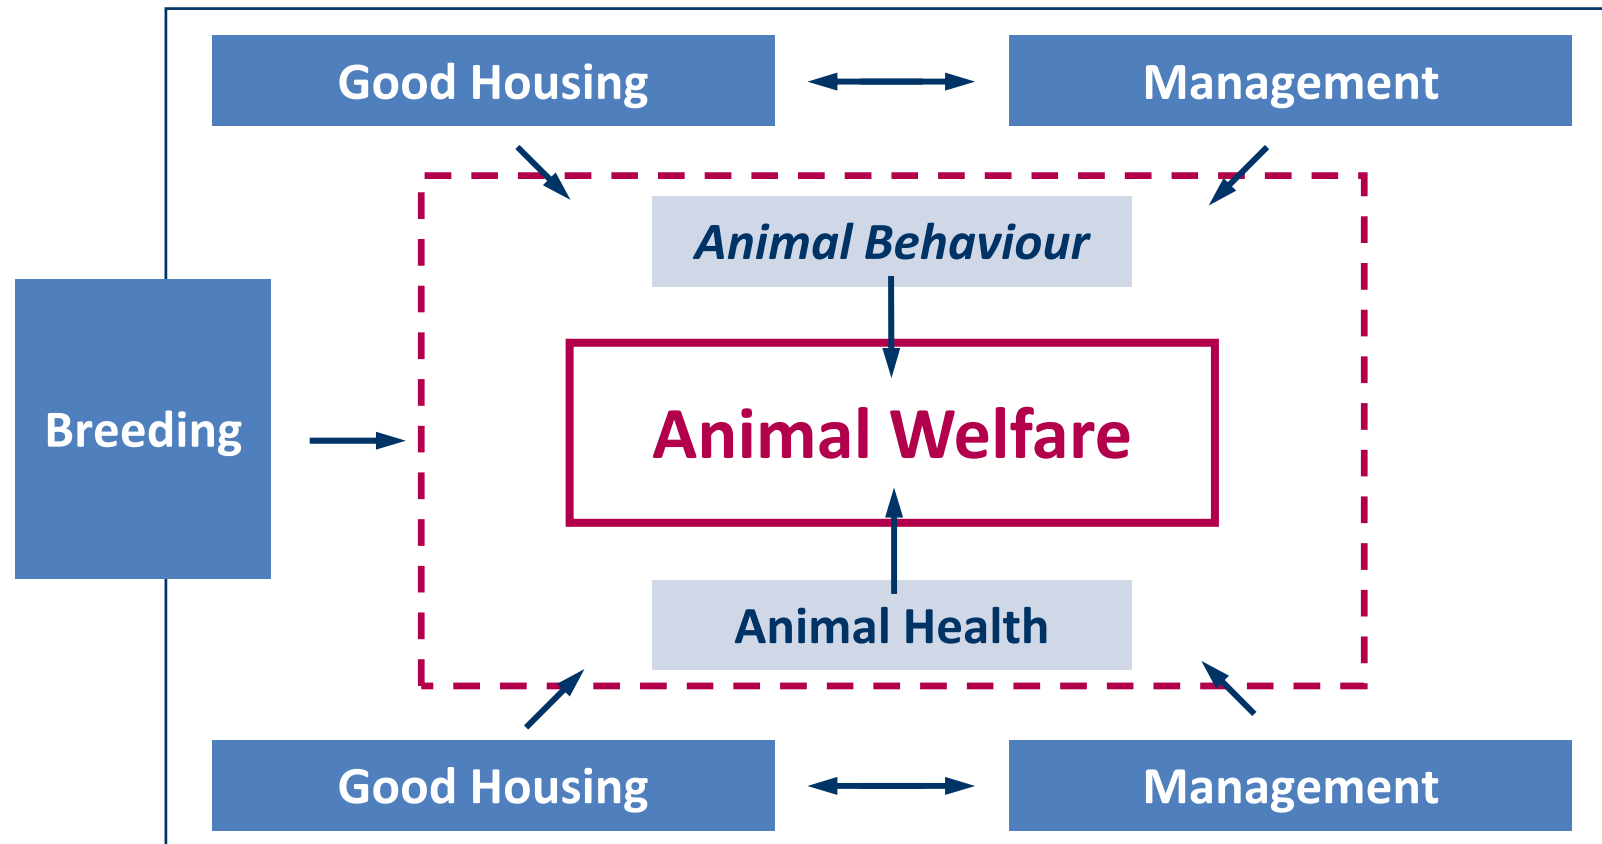 Good Housing
Management
Animal Behaviour
Breeding
Animal Welfare
Animal Health
Good Housing
Management